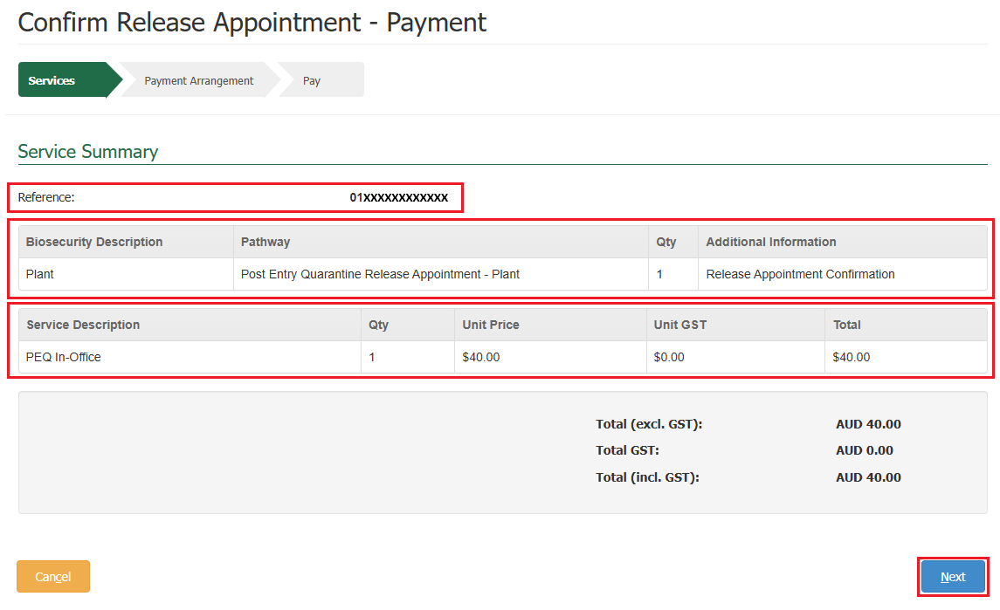 Confirm Release Appointment - Payment
Services Payment Arrangement Pay
Service Summary
Reference: 01XXXXXXXXXXXX
Biosecurity Description Pathway Qty Additional Information
Plant Post Entry Quarantine Release Appointment - Plant 1 Release Appointment Confirmation
Service Description Qty Unit Price Unit GST Total
PEQ In-Office 1 $40.00 $0.00 $40.00
Total (excl. GST): AUD 40.00
Total GST: AUD 0.00
Total (incl. GST): AUD 40.00
Cancel Next